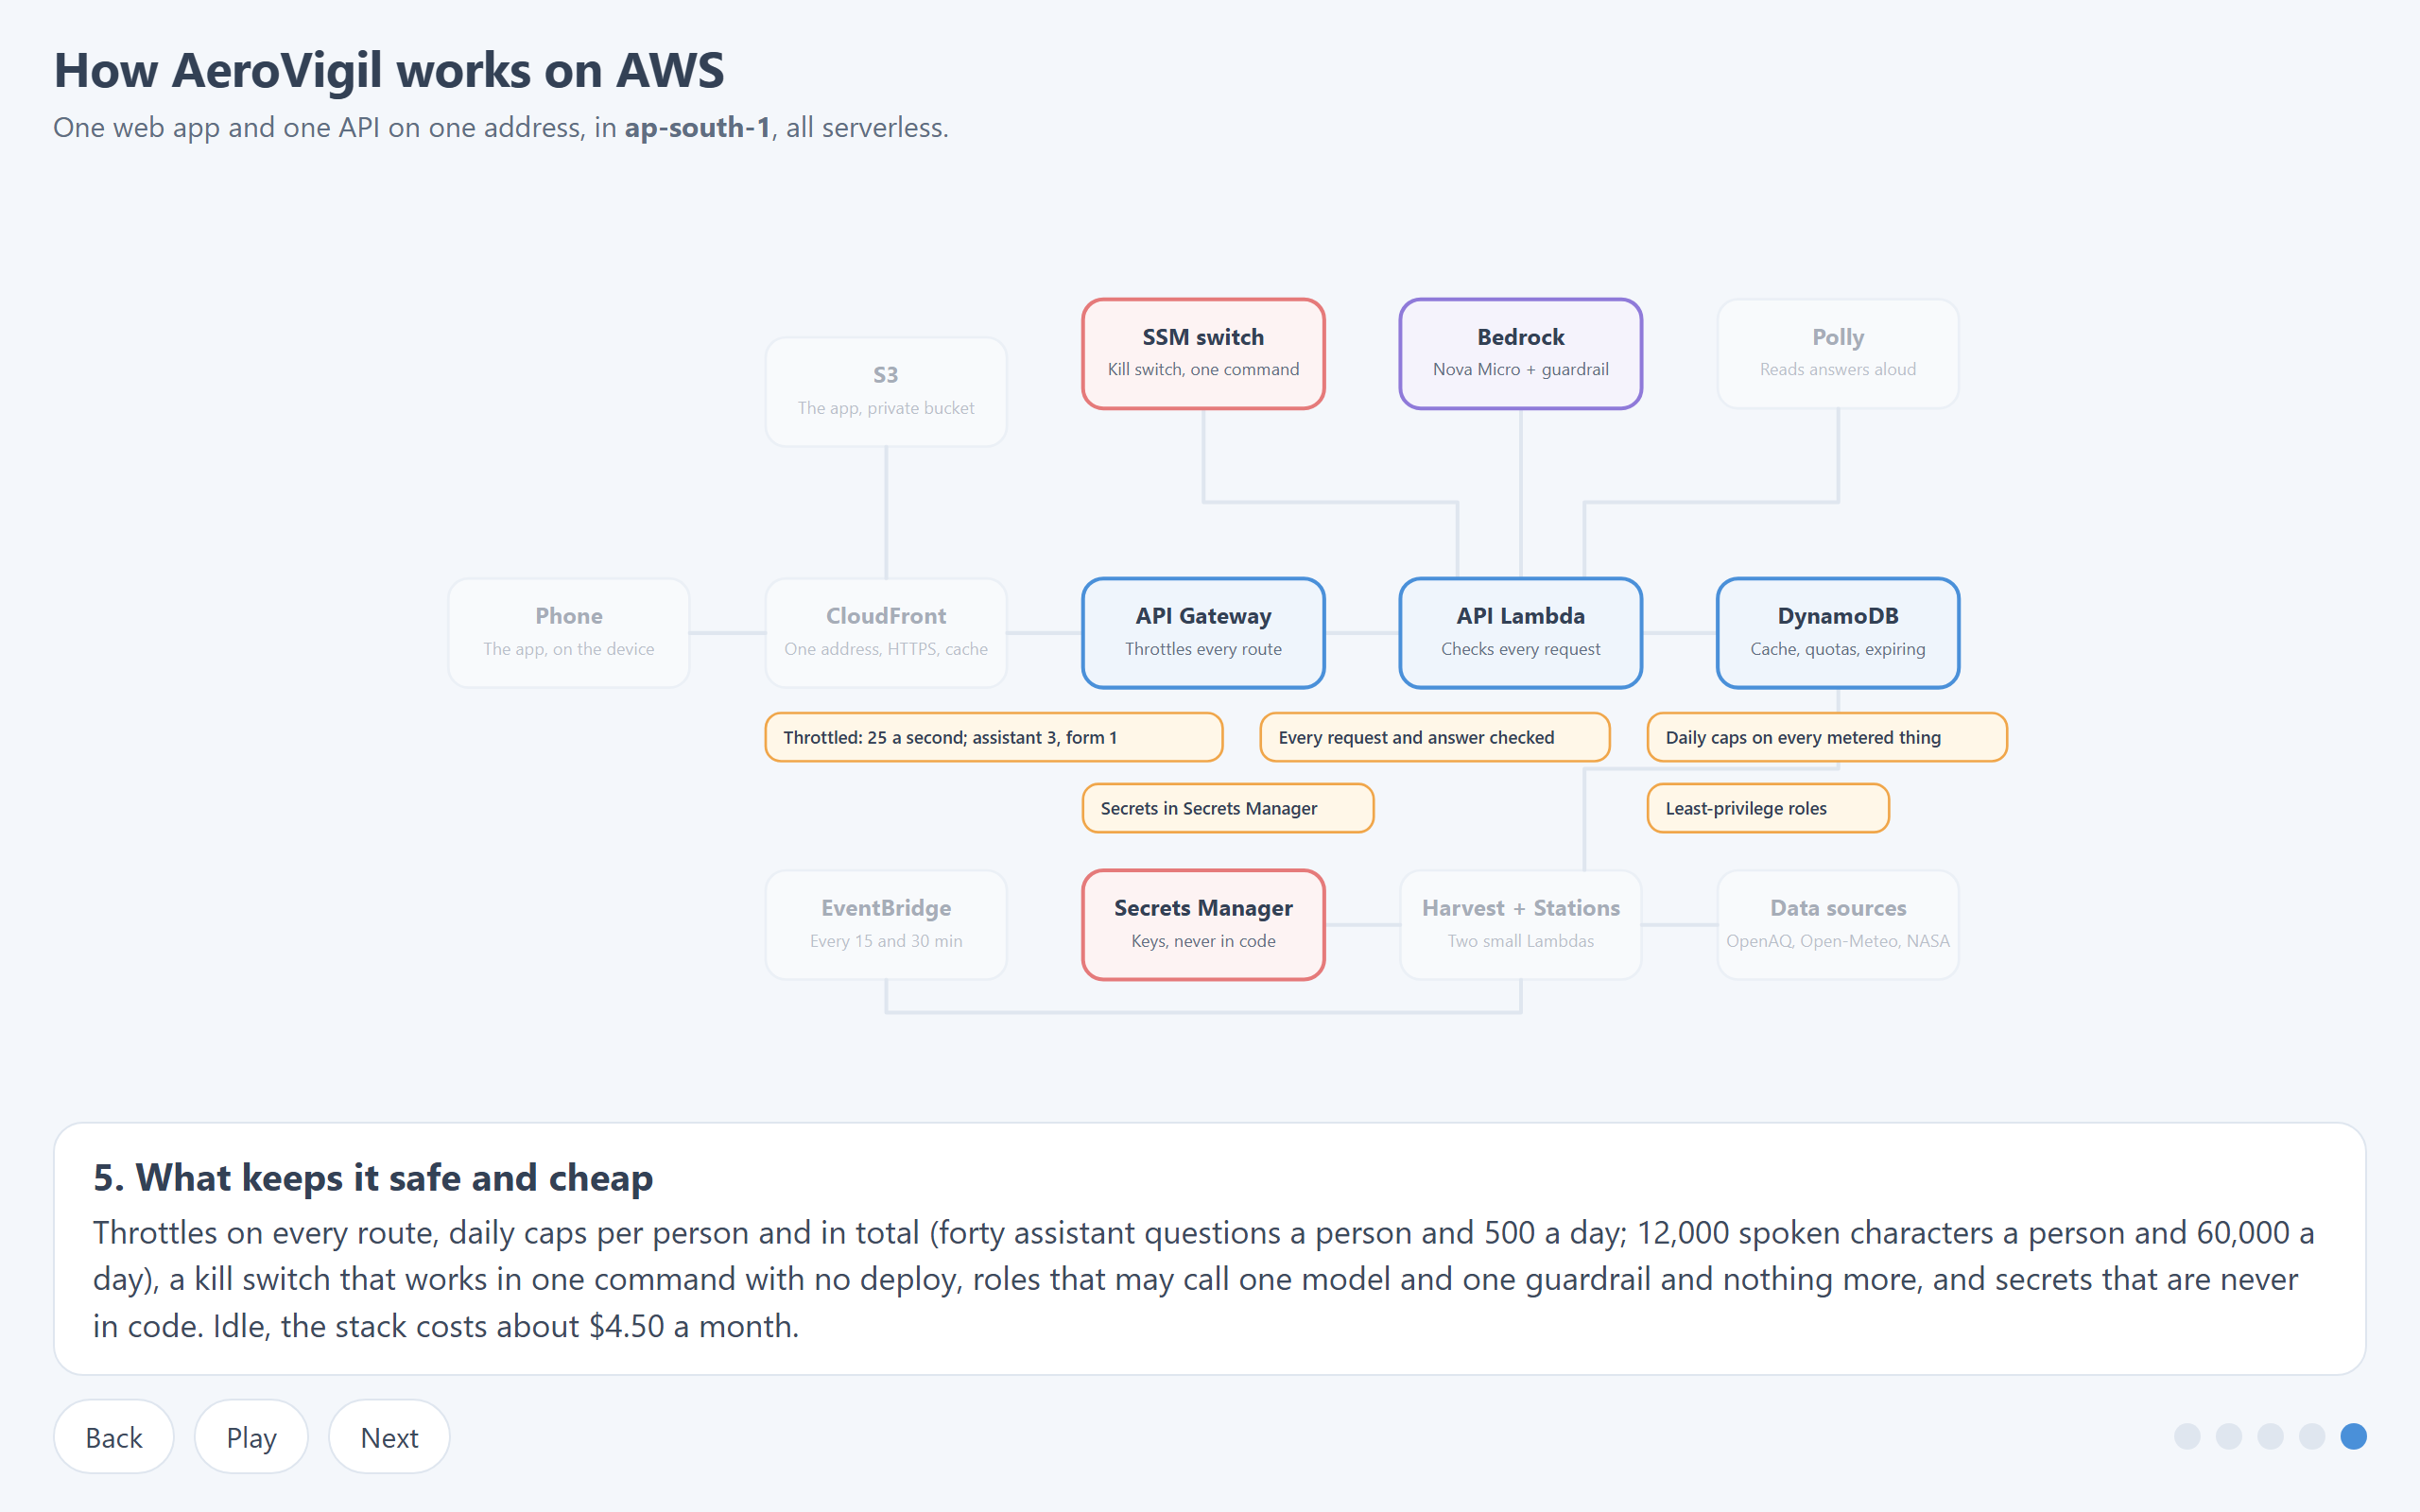 How AeroVigil works on AWS
One web app and one API on one address, in ap-south-1, all serverless.
SSM switch
Kill switch, one command
Bedrock
Nova Micro + guardrail
Polly
Reads answers aloud
S3
The app, private bucket
Phone
The app, on the device
CloudFront
One address, HTTPS, cache
API Gateway
Throttles every route
API Lambda
Checks every request
DynamoDB
Cache, quotas, expiring
Throttled: 25 a second; assistant 3, form 1
Every request and answer checked
Daily caps on every metered thing
Secrets in Secrets Manager
Least-privilege roles
EventBridge
Every 15 and 30 min
Secrets Manager
Keys, never in code
Harvest + Stations
Two small Lambdas
Data sources
OpenAQ, Open-Meteo, NASA
5. What keeps it safe and cheap
Throttles on every route, daily caps per person and in total (forty assistant questions a person and 500 a day; 12,000 spoken characters a person and 60,000 a
day), a kill switch that works in one command with no deploy, roles that may call one model and one guardrail and nothing more, and secrets that are never
in code. Idle, the stack costs about $4.50 a month.
Back
Play
Next